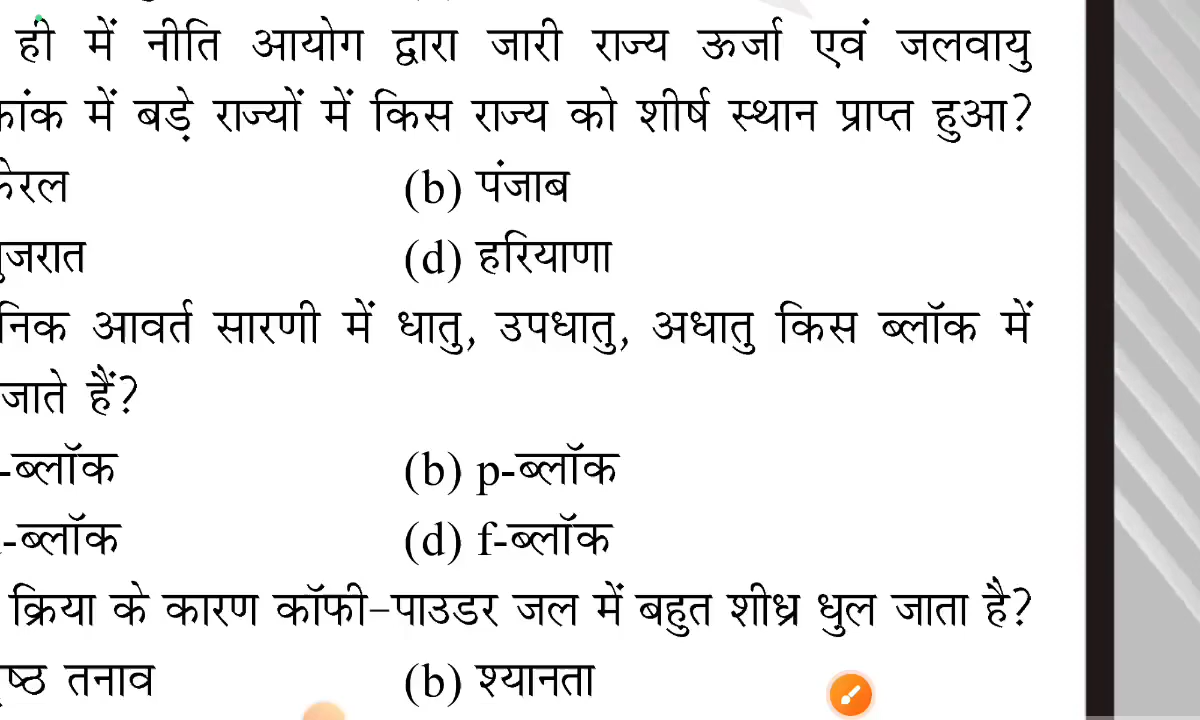 ही में नीति आयोग द्वारा जारी राज्य ऊर्जा एवं जलवायु
में बड़े राज्यों में किस राज्य को शीर्ष स्थान प्राप्त हुआ?
केरल (b) पंजाब
गुजरात (d) हरियाणा
आवर्त सारणी में धातु, उपधातु, अधातु किस ब्लॉक में
जाते हैं?
-ब्लॉक (b) p-ब्लॉक
-ब्लॉक (d) f-ब्लॉक
क्रिया के कारण कॉफी-पाउडर जल में बहुत शीध्र धुल जाता है?
तनाव (b) श्यानता